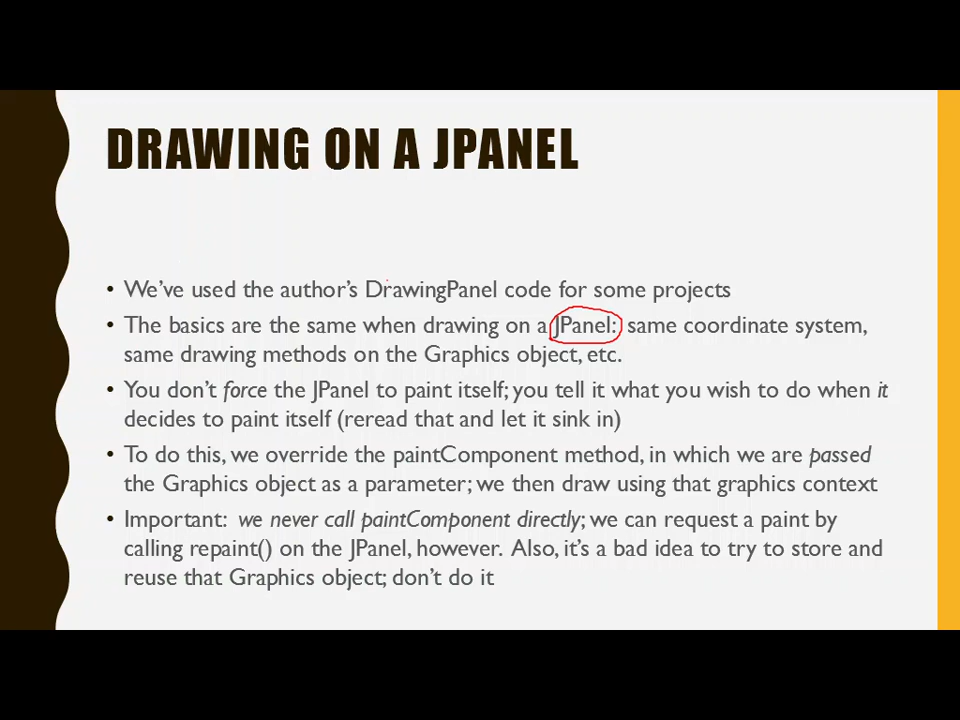 DRAWING ON A JPANEL
• We've used the author's DrawingPanel code for some projects
• The basics are the same when drawing on a JPanel: same coordinate system,
same drawing methods on the Graphics object, etc.
• You don't force the JPanel to paint itself; you tell it what you wish to do when it
decides to paint itself (reread that and let it sink in)
• To do this, we override the paintComponent method, in which we are passed
the Graphics object as a parameter; we then draw using that graphics context
• Important: we never call paintComponent directly; we can request a paint by
calling repaint() on the JPanel, however. Also, it's a bad idea to try to store and
reuse that Graphics object; don't do it